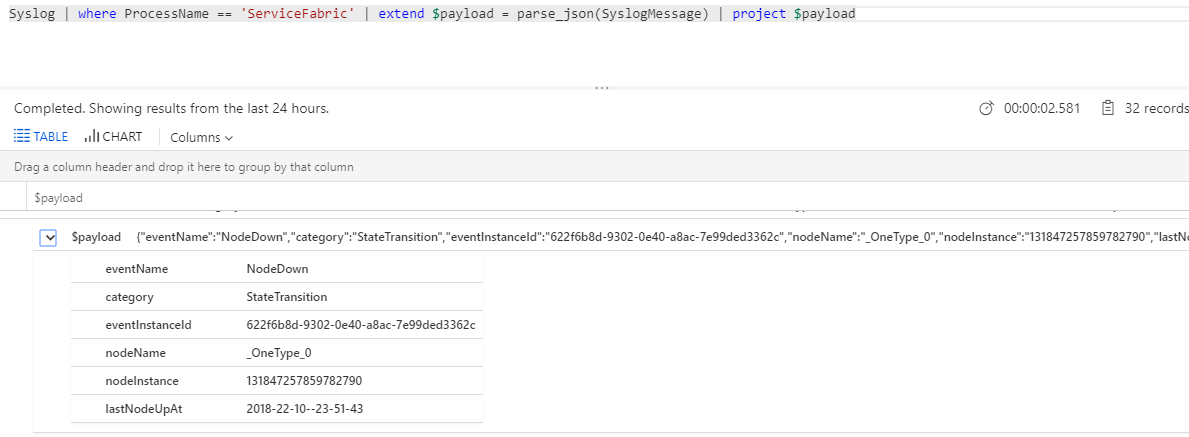 Syslog | where ProcessName == 'ServiceFabric' | extend $payload = parse_json(SyslogMessage) | project $payload
...
Completed. Showing results from the last 24 hours. 00:00:02.581 32 records
TABLE CHART Columns
Drag a column header and drop it here to group by that column
$payload
$payload {"eventName":"NodeDown","category":"StateTransition","eventInstanceId":"622f6b8d-9302-0e40-a8ac-7e99ded3362c","nodeName":"_OneType_0","nodeInstance":"131847257859782790","lastNo
eventName NodeDown
category StateTransition
eventInstanceId 622f6b8d-9302-0e40-a8ac-7e99ded3362c
nodeName _OneType_0
nodeInstance 131847257859782790
lastNodeUpAt 2018-22-10--23-51-43